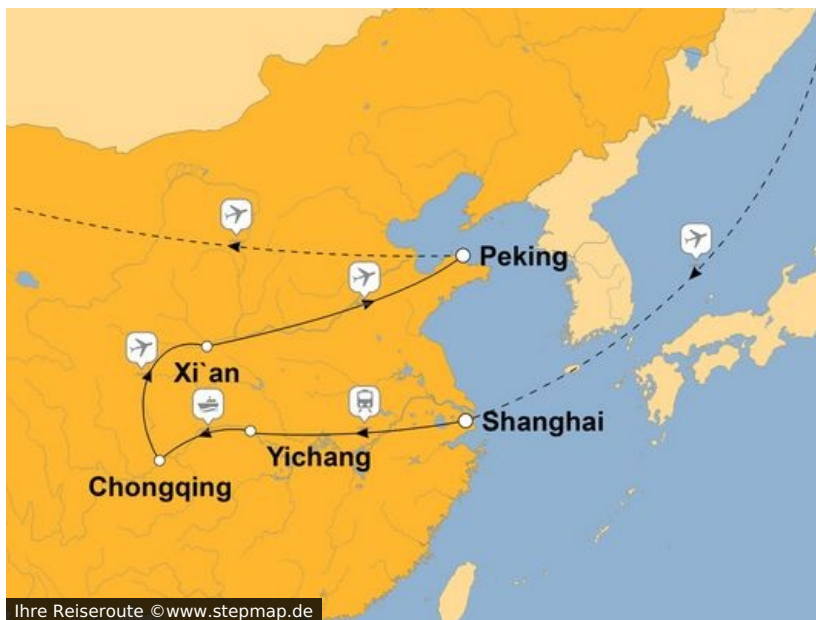 Peking
Xi`an
Shanghai
Yichang
Chongqing
Ihre Reiseroute ©www.stepmap.de